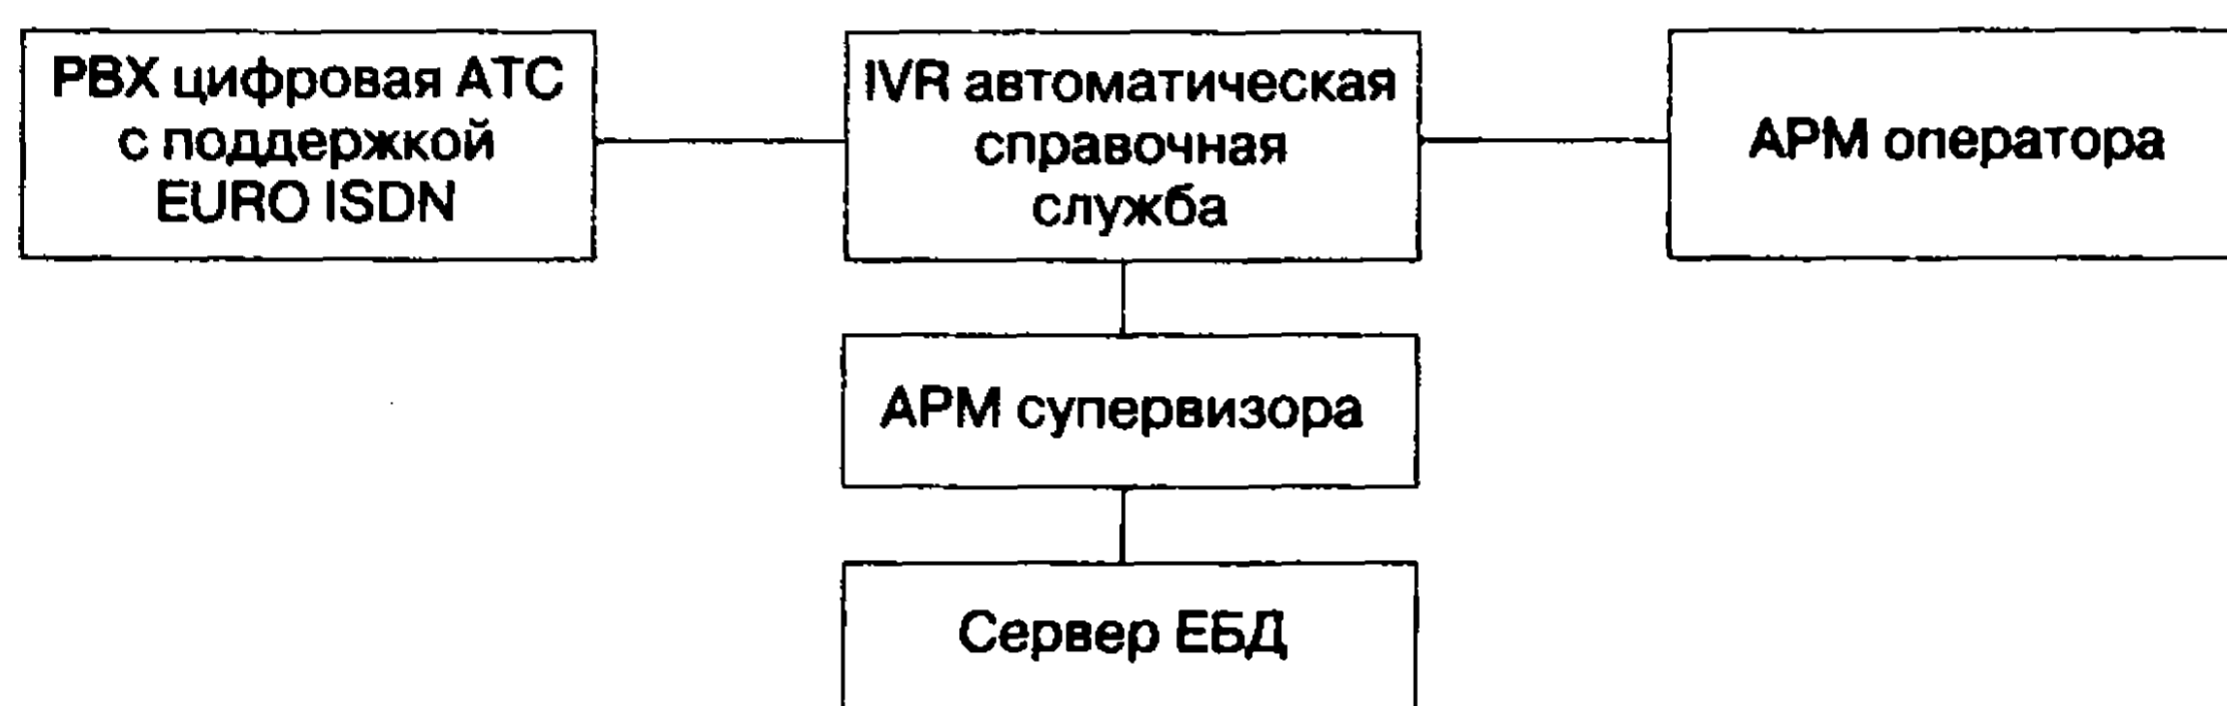 PBX цифровая АТС
с поддержкой
EURO ISDN
IVR автоматическая
справочная
служба
АРМ оператора
АРМ супервизора
Сервер ЕБД